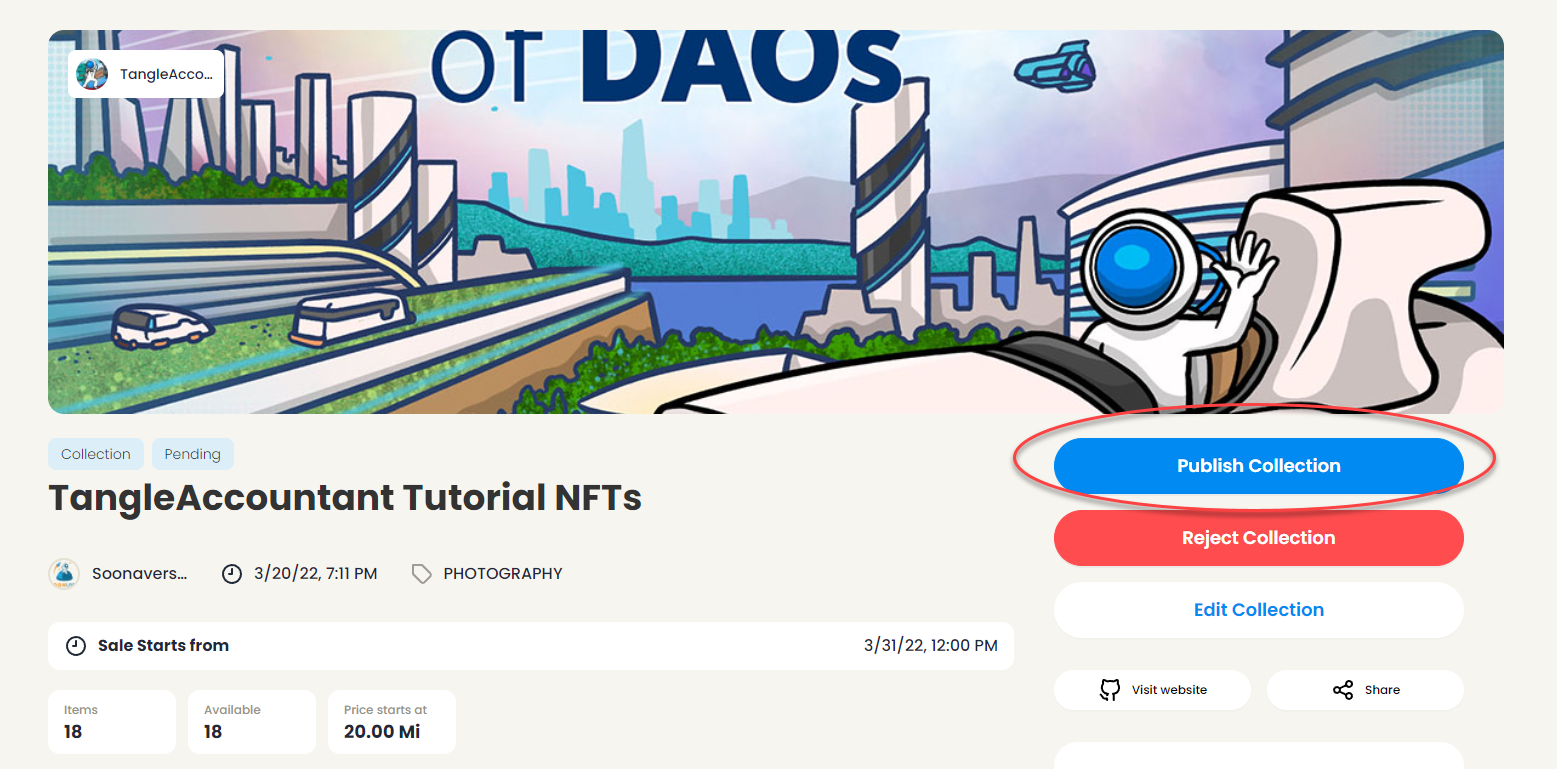 of DAOs
TangleAcco...
Collection
Pending
TangleAccountant Tutorial NFTs
Soonavers...
3/20/22, 7:11 PM
PHOTOGRAPHY
Sale Starts from
3/31/22, 12:00 PM
Items
18
Available
18
Price starts at
20.00 Mi
Publish Collection
Reject Collection
Edit Collection
Visit website
Share